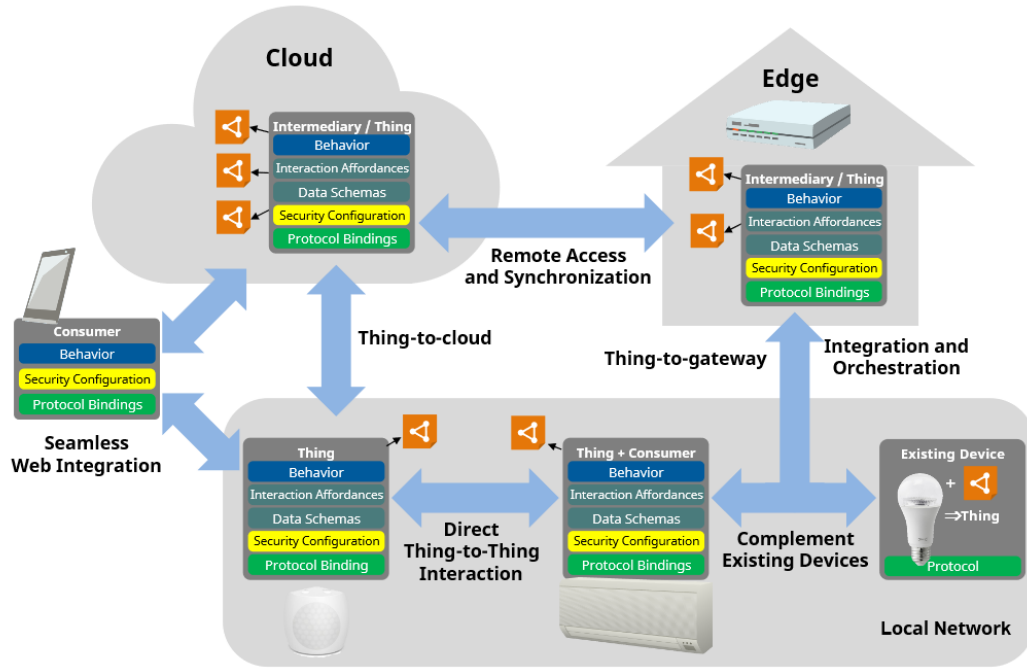 Cloud
Intermediary / Thing
Behavior
Interaction Affordances
Data Schemas
Security Configuration
Protocol Bindings
Edge
Intermediary / Thing
Behavior
Interaction Affordances
Data Schemas
Security Configuration
Protocol Bindings
Remote Access
and Synchronization
Consumer
Behavior
Security Configuration
Protocol Bindings
Seamless
Web Integration
Thing-to-cloud
Thing-to-gateway
Integration and
Orchestration
Thing
Behavior
Interaction Affordances
Data Schemas
Security Configuration
Protocol Binding
Direct
Thing-to-Thing
Interaction
Thing + Consumer
Behavior
Interaction Affordances
Data Schemas
Security Configuration
Protocol Bindings
Complement
Existing Devices
Existing Device
+
⇒Thing
Protocol
Local Network